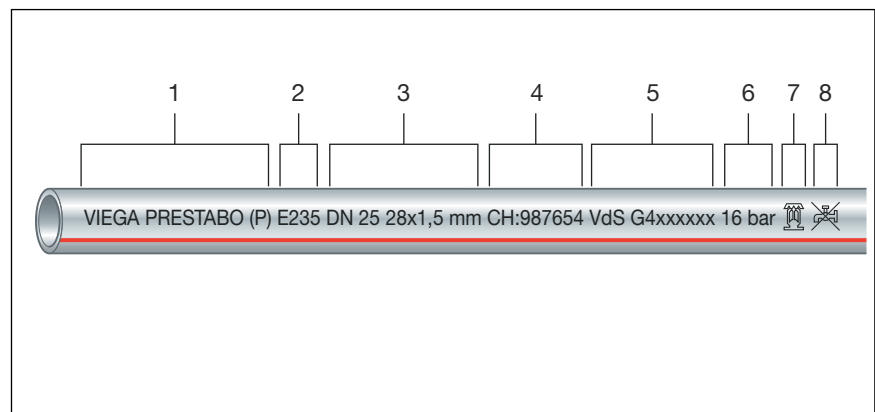 1 2 3 4 5 6 7 8
VIEGA PRESTABO (P) E235 DN 25 28x1,5 mm CH:987654 VdS G4xxxxxx 16 bar